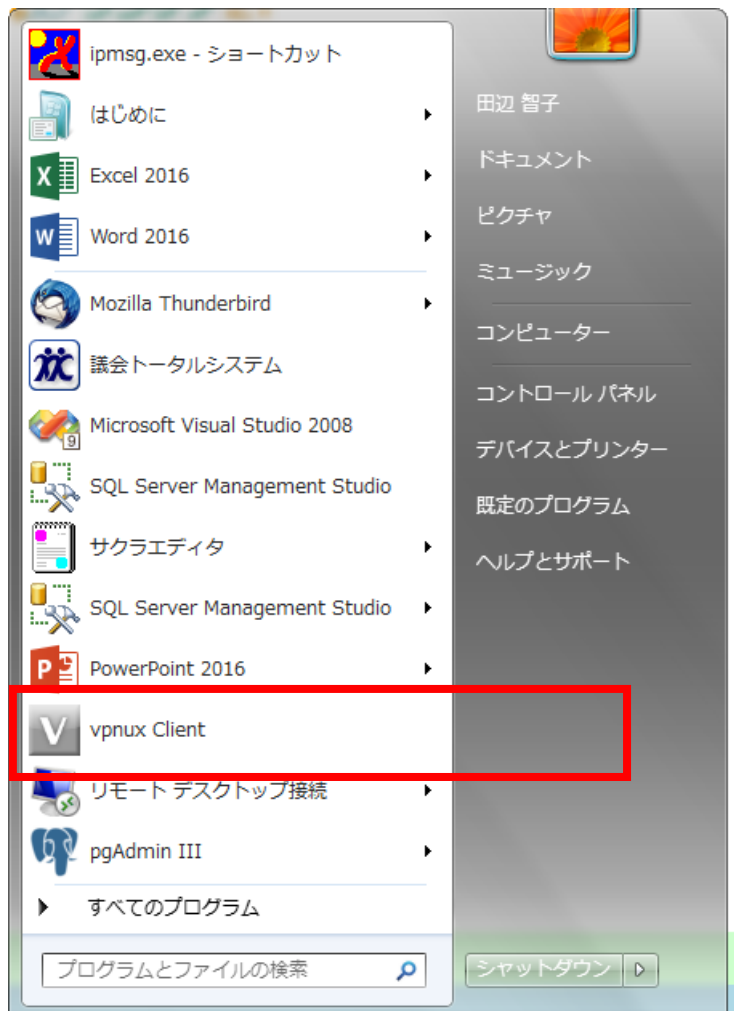 ipmsg.exe - ショートカット
はじめに
Excel 2016
Word 2016
Mozilla Thunderbird
議会トータルシステム
Microsoft Visual Studio 2008
SQL Server Management Studio
サクラエディタ
SQL Server Management Studio
PowerPoint 2016
vpnux Client
リモート デスクトップ接続
pgAdmin III
すべてのプログラム
プログラムとファイルの検索
田辺 智子
ドキュメント
ピクチャ
ミュージック
コンピューター
コントロール パネル
デバイスとプリンター
既定のプログラム
ヘルプとサポート
シャットダウン